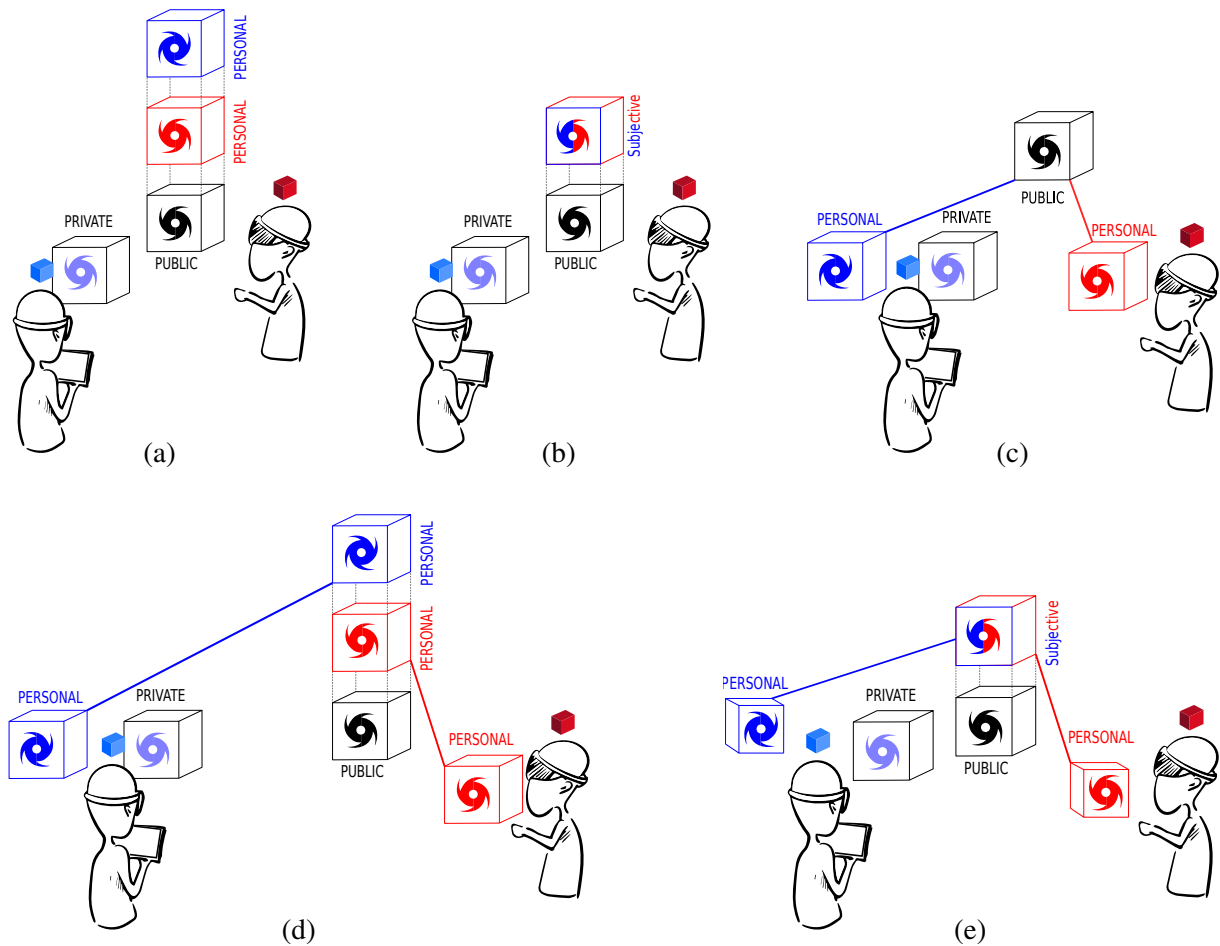 PERSONAL
PERSONAL
PRIVATE
PUBLIC
(a)
Subjective
PRIVATE
PUBLIC
(b)
PUBLIC
PERSONAL
PRIVATE
PERSONAL
(c)
PERSONAL
PERSONAL
PERSONAL
PRIVATE
PUBLIC
PERSONAL
(d)
Subjective
PERSONAL
PRIVATE
PUBLIC
PERSONAL
(e)